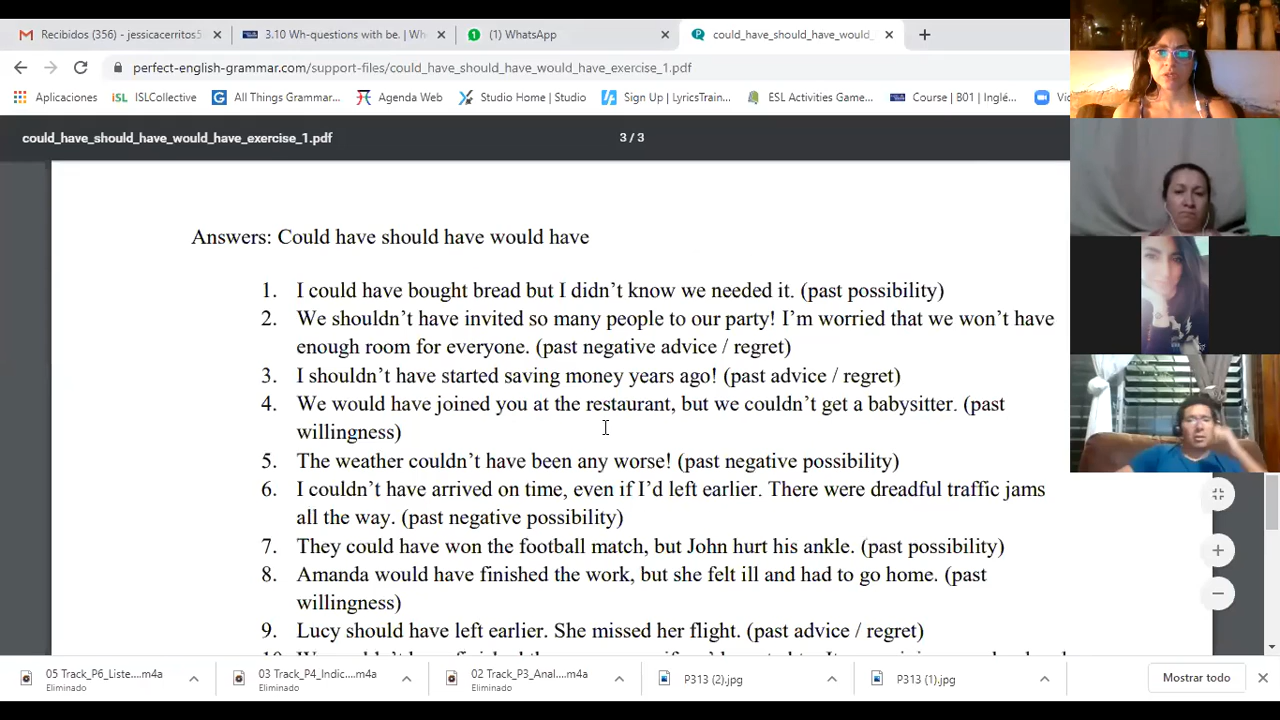 Recibidos (356) - jessicacerritos5
3.10 Wh-questions with be. | Wh
(1) WhatsApp
could_have_should_have_would_
perfect-english-grammar.com/support-files/could_have_should_have_would_have_exercise_1.pdf
Aplicaciones
iSLCollective
All Things Grammar...
Agenda Web
Studio Home | Studio
Sign Up | LyricsTrain...
ESL Activities Game...
Course | B01 | Inglé...
could_have_should_have_would_have_exercise_1.pdf
3 / 3
Answers: Could have should have would have
1. I could have bought bread but I didn’t know we needed it. (past possibility)
2. We shouldn’t have invited so many people to our party! I’m worried that we won’t have
enough room for everyone. (past negative advice / regret)
3. I shouldn’t have started saving money years ago! (past advice / regret)
4. We would have joined you at the restaurant, but we couldn’t get a babysitter. (past
willingness)
5. The weather couldn’t have been any worse! (past negative possibility)
6. I couldn’t have arrived on time, even if I’d left earlier. There were dreadful traffic jams
all the way. (past negative possibility)
7. They could have won the football match, but John hurt his ankle. (past possibility)
8. Amanda would have finished the work, but she felt ill and had to go home. (past
willingness)
9. Lucy should have left earlier. She missed her flight. (past advice / regret)
05 Track_P6_Liste....m4a
Eliminado
03 Track_P4_Indic....m4a
Eliminado
02 Track_P3_Anal....m4a
Eliminado
P313 (2).jpg
P313 (1).jpg
Mostrar todo